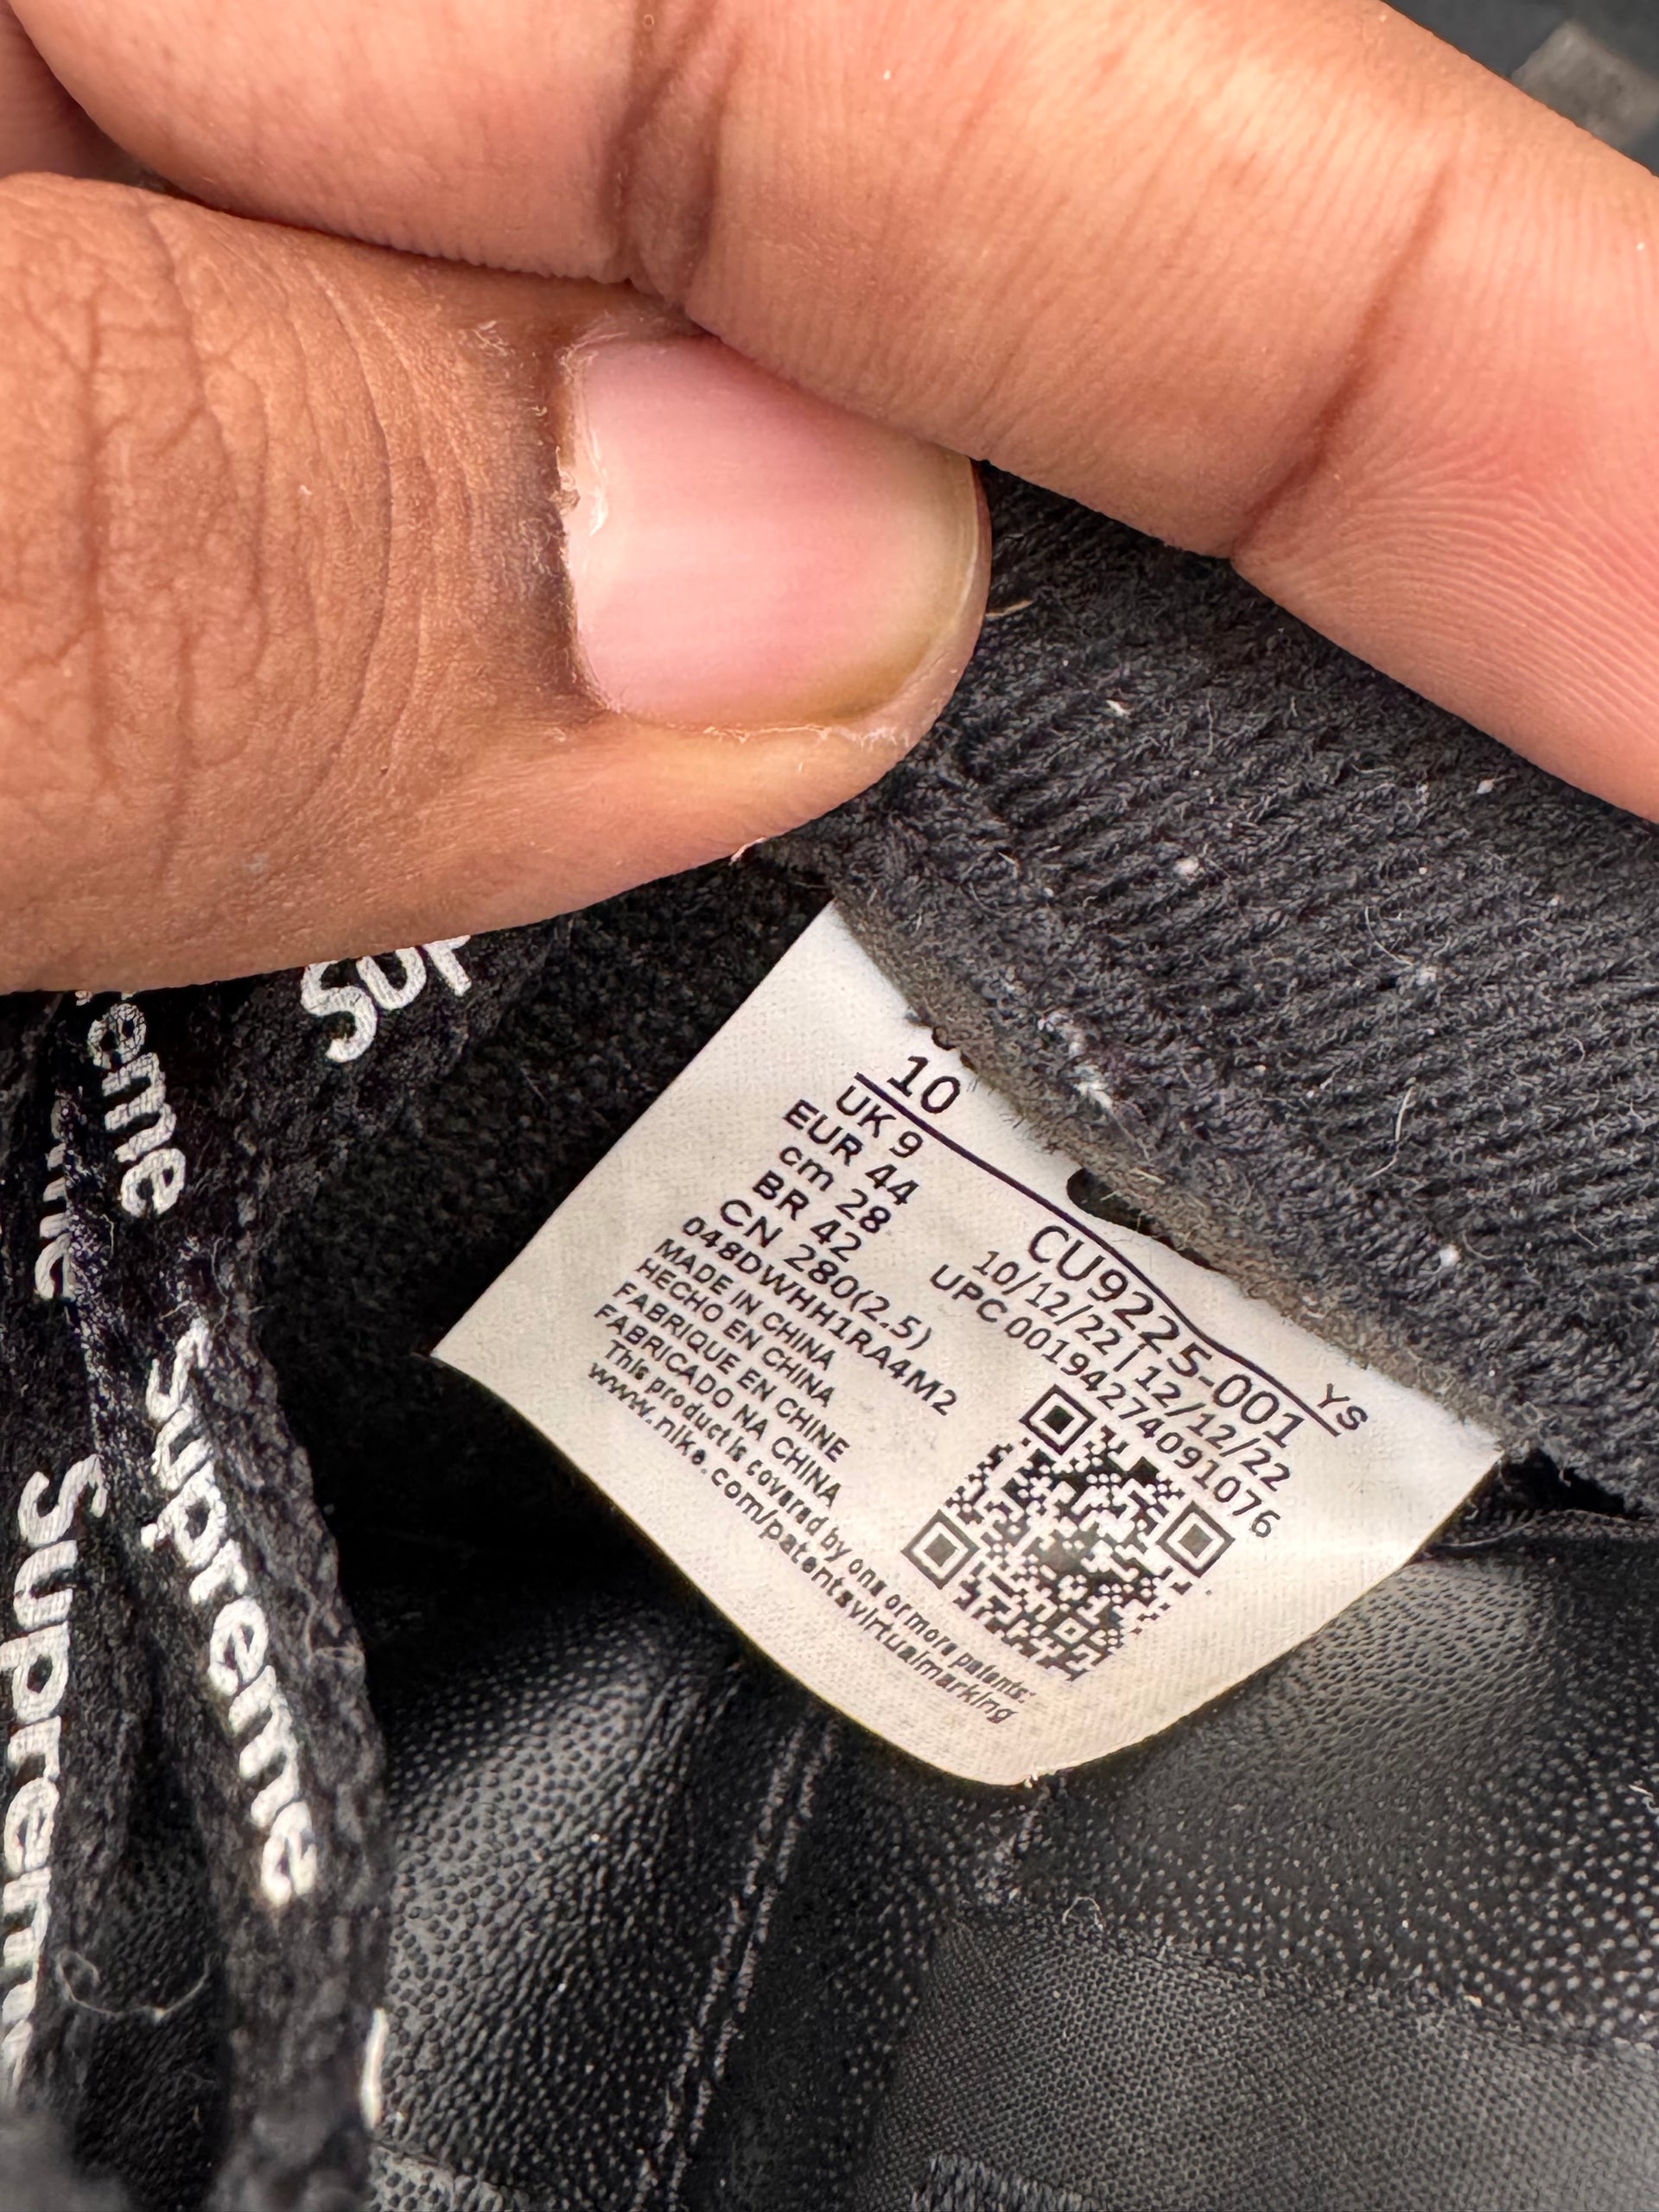 10
YS
UK 9
EUR 44
cm 28
BR 42
CN 280(2.5)
048DWHH1RA4M2
MADE IN CHINA
HECHO EN CHINA
FABRIQUE EN CHINE
FABRICADO NA CHINA
This product is covered by one or more patents:
www.nike.com/patentsvirtualmarking
CU9225-001
10/12/22 | 12/12/22
UPC 00194274091076
Sup
eme
Supreme
Supreme